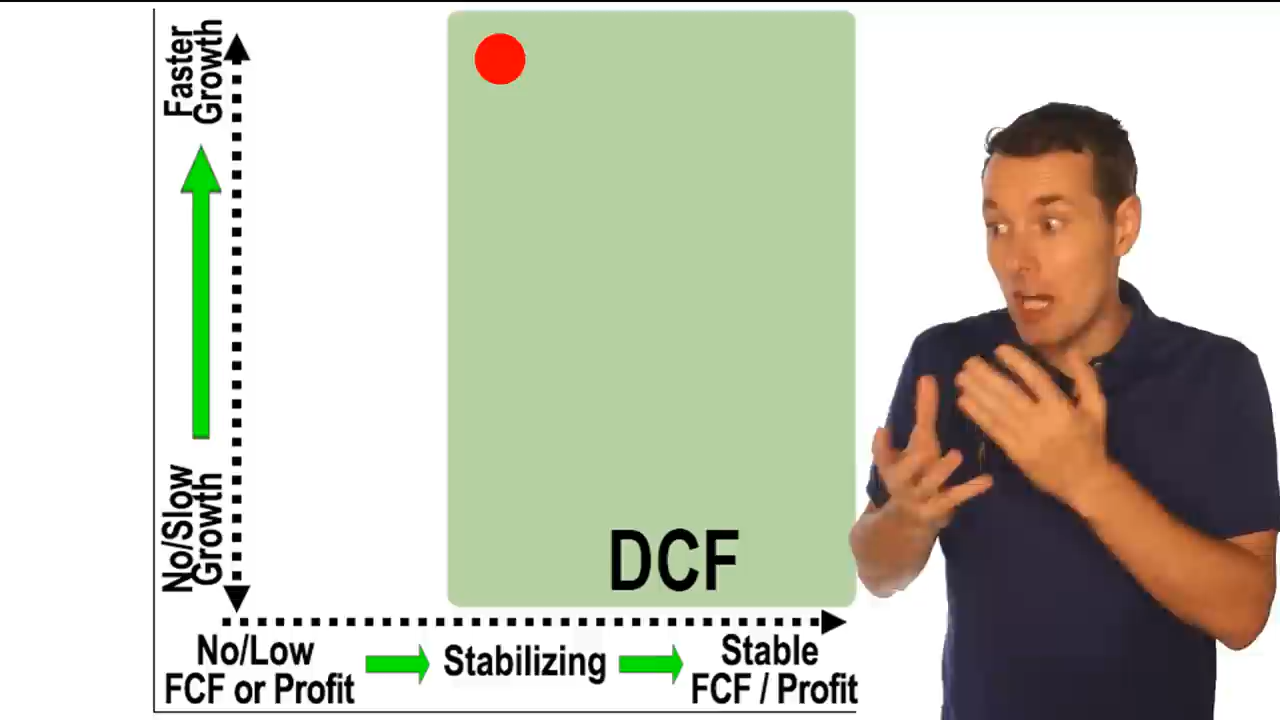 Faster
Growth
No/Slow
Growth
DCF
No/Low
FCF or Profit
Stabilizing
Stable
FCF / Profit